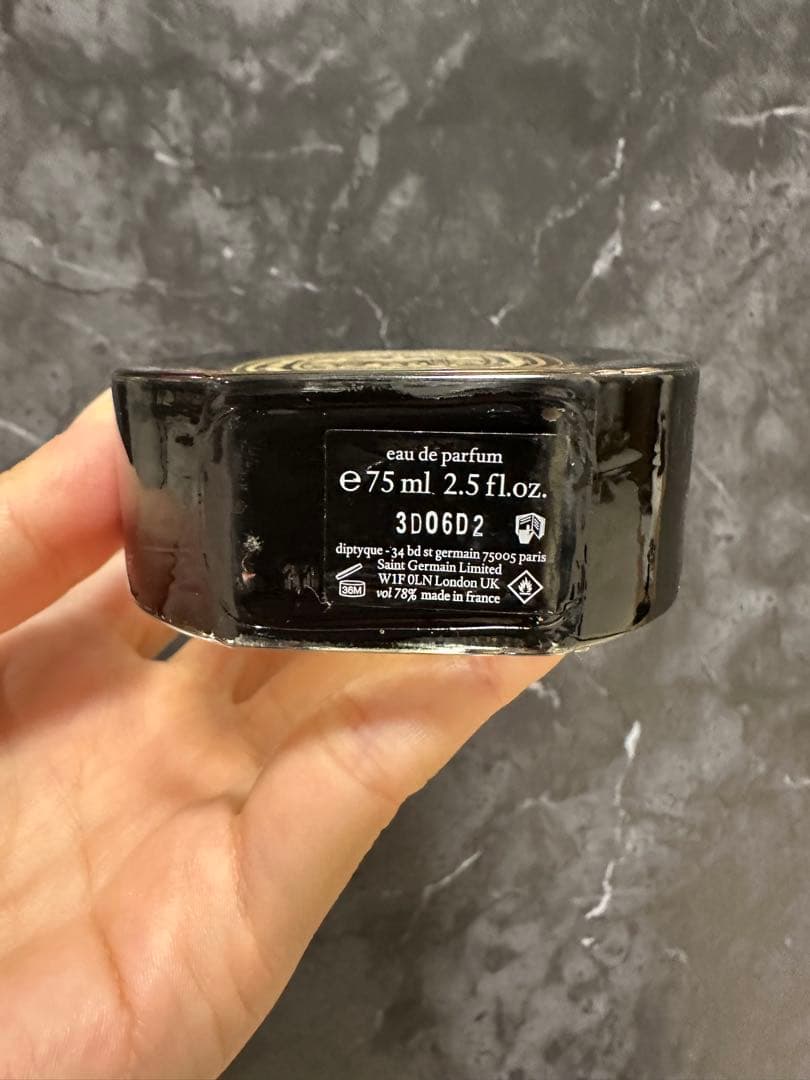 eau de parfum
℮75 ml 2.5 fl.oz.
3D06D2
diptyque - 34 bd st germain 75005 paris
Saint Germain Limited
W1F 0LN London UK
36M
vol 78% made in france